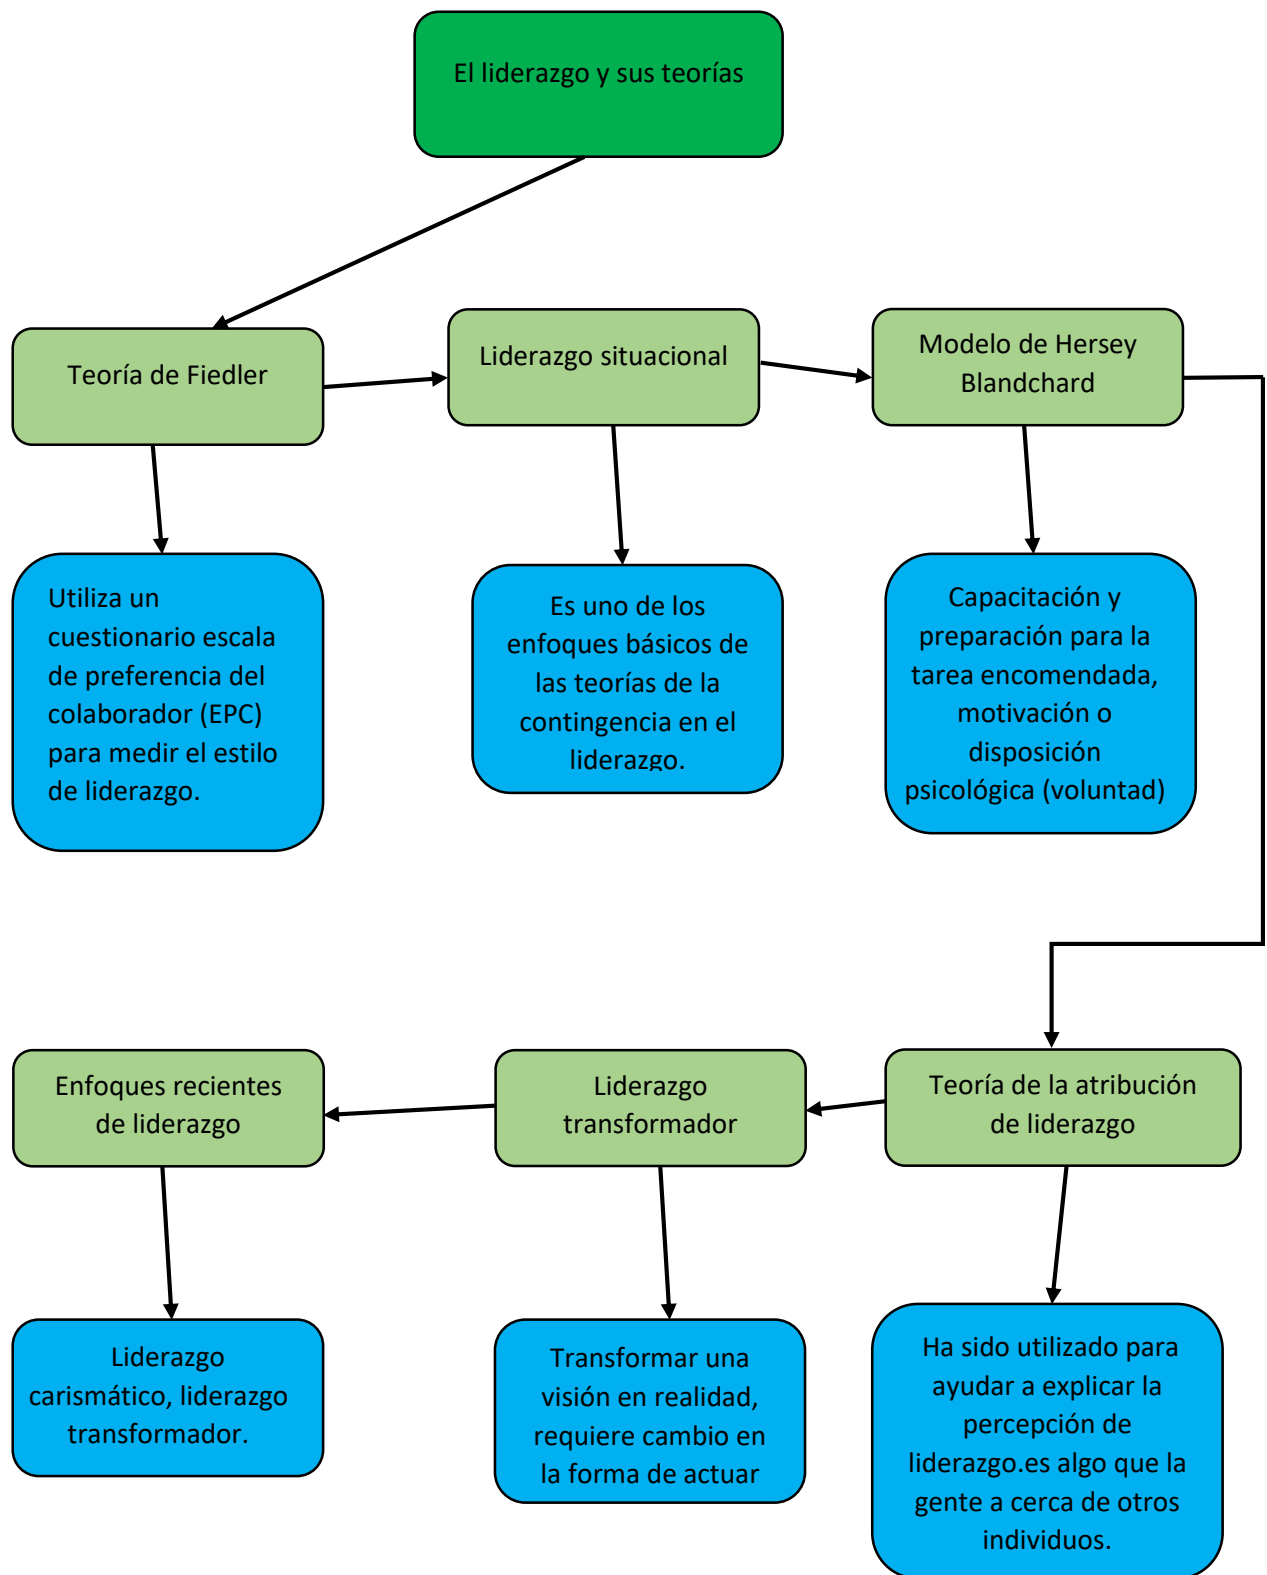 El liderazgo y sus teorías
Teoría de Fiedler
Liderazgo situacional
Modelo de Hersey
Blandchard
Utiliza un
cuestionario escala
de preferencia del
colaborador (EPC)
para medir el estilo
de liderazgo.
Es uno de los
enfoques básicos de
las teorías de la
contingencia en el
liderazgo.
Capacitación y
preparación para la
tarea encomendada,
motivación o
disposición
psicológica (voluntad)
Enfoques recientes
de liderazgo
Liderazgo
transformador
Teoría de la atribución
de liderazgo
Liderazgo
carismático, liderazgo
transformador.
Transformar una
visión en realidad,
requiere cambio en
la forma de actuar
Ha sido utilizado para
ayudar a explicar la
percepción de
liderazgo.es algo que la
gente a cerca de otros
individuos.